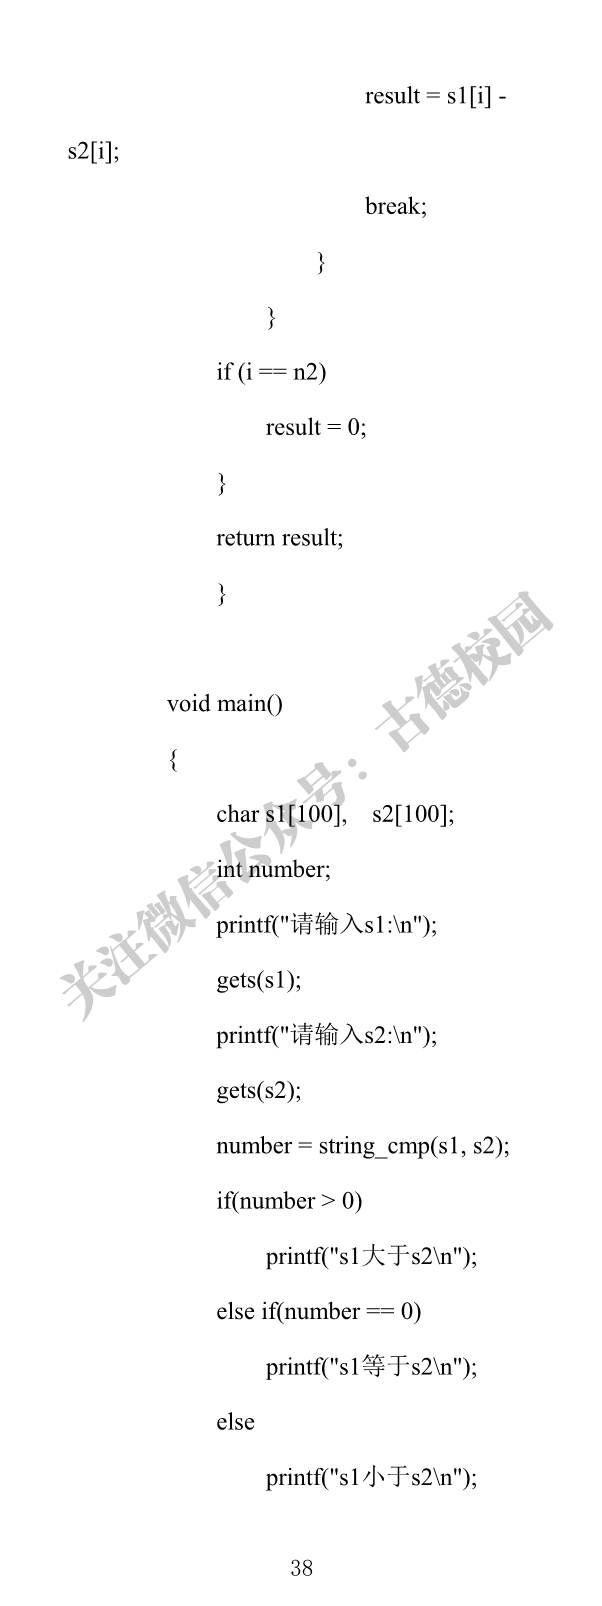 result = s1[i] -
s2[i];
break;
}
}
if (i == n2)
result = 0;
}
return result;
}
void main()
{
char s1[100], s2[100];
int number;
printf("请输入s1:\n");
gets(s1);
printf("请输入s2:\n");
gets(s2);
number = string_cmp(s1, s2);
if(number > 0)
printf("s1大于s2\n");
else if(number == 0)
printf("s1等于s2\n");
else
printf("s1小于s2\n");
关注微信公众号：古德校园
38